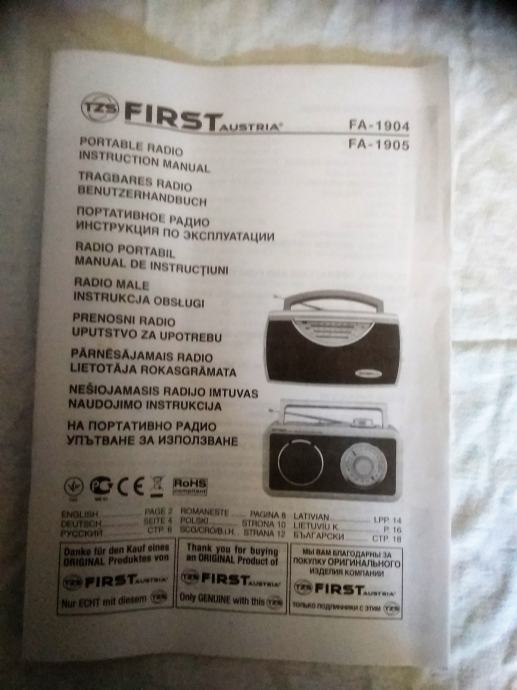 TZS FIRST AUSTRIA®
FA-1904
FA-1905
PORTABLE RADIO
INSTRUCTION MANUAL
TRAGBARES RADIO
BENUTZERHANDBUCH
ПОРТАТИВНОЕ РАДИО
ИНСТРУКЦИЯ ПО ЭКСПЛУАТАЦИИ
RADIO PORTABIL
MANUAL DE INSTRUCŢIUNI
RADIO MALE
INSTRUKCJA OBSŁUGI
PRENOSNI RADIO
UPUTSTVO ZA UPOTREBU
PĀRNĒSĀJAMAIS RADIO
LIETOTĀJA ROKASGRĀMATA
NEŠIOJAMASIS RADIJO IMTUVAS
NAUDOJIMO INSTRUKCIJA
НА ПОРТАТИВНО РАДИО
УПЪТВАНЕ ЗА ИЗПОЛЗВАНЕ
CE RoHS
compliant
ENGLISH PAGE 2
DEUTSCH SEITE 4
РУССКИЙ СТР. 6
ROMANESTE PAGINA 8
POLSKI STRONA 10
SCG/CRO/B.I.H. STRANA 12
LATVIAN LPP. 14
LIETUVIU K. P. 16
БЪЛГАРСКИ СТР. 18
Danke für den Kauf eines
ORIGINAL Produktes von
TZS FIRST AUSTRIA®
Nur ECHT mit diesem TZS
Thank you for buying
an ORIGINAL Product of
TZS FIRST AUSTRIA®
Only GENUINE with this TZS
МЫ ВАМ БЛАГОДАРНЫ ЗА
ПОКУПКУ ОРИГИНАЛЬНОГО
ИЗДЕЛИЯ КОМПАНИИ
TZS FIRST AUSTRIA®
ТОЛЬКО ПОДЛИННИКИ С ЭТИМ TZS